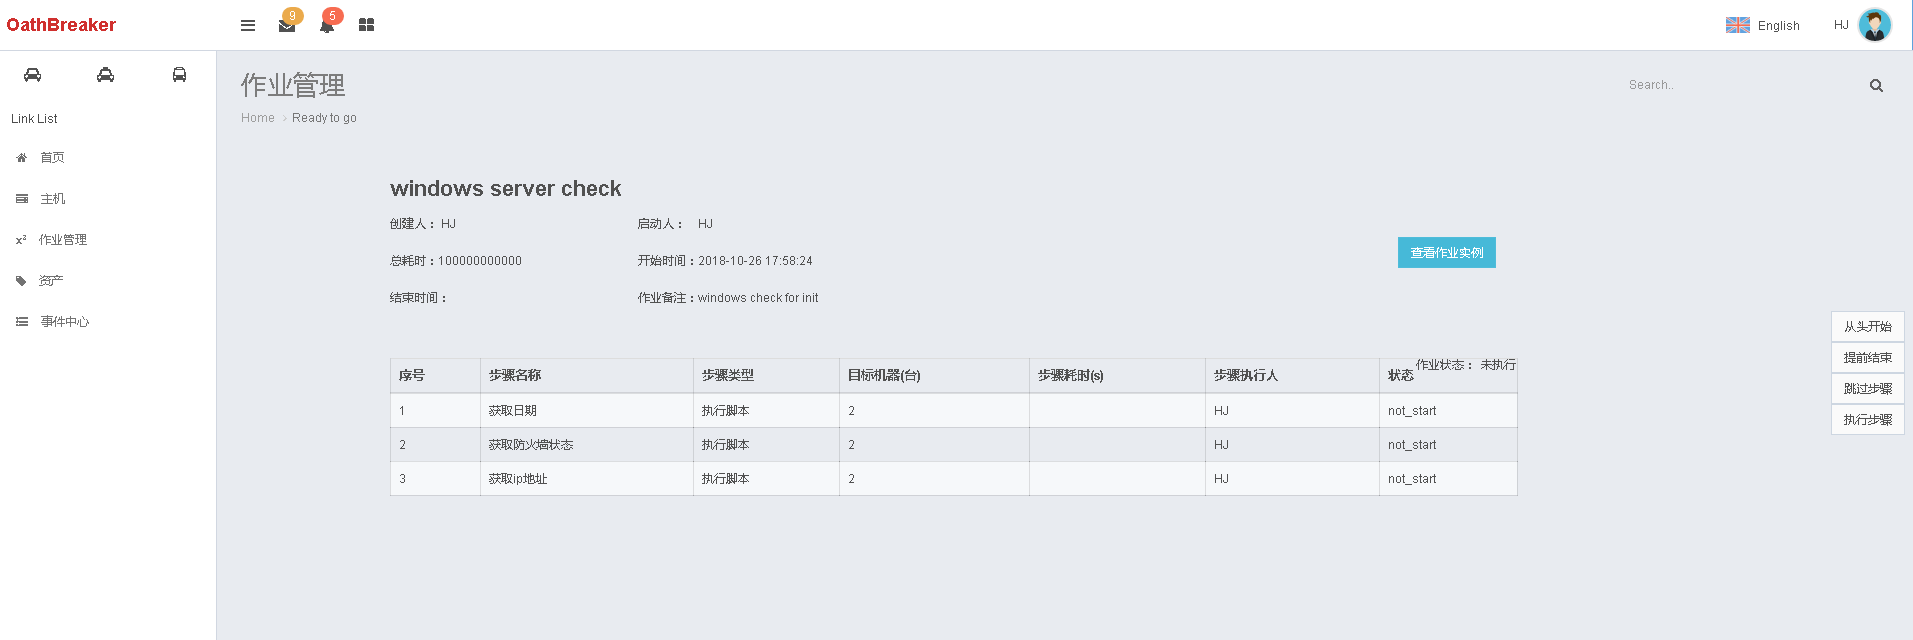 OathBreaker
9
5
English
HJ
Link List
首页
主机
x² 作业管理
资产
事件中心
作业管理
Search..
Home > Ready to go
windows server check
创建人： HJ
启动人： HJ
查看作业实例
总耗时：100000000000
开始时间：2018-10-26 17:58:24
结束时间：
作业备注：windows check for init
从头开始
提前结束
跳过步骤
执行步骤
作业状态： 未执行
序号 步骤名称 步骤类型 目标机器(台) 步骤耗时(s) 步骤执行人 状态
1 获取日期 执行脚本 2 HJ not_start
2 获取防火墙状态 执行脚本 2 HJ not_start
3 获取ip地址 执行脚本 2 HJ not_start